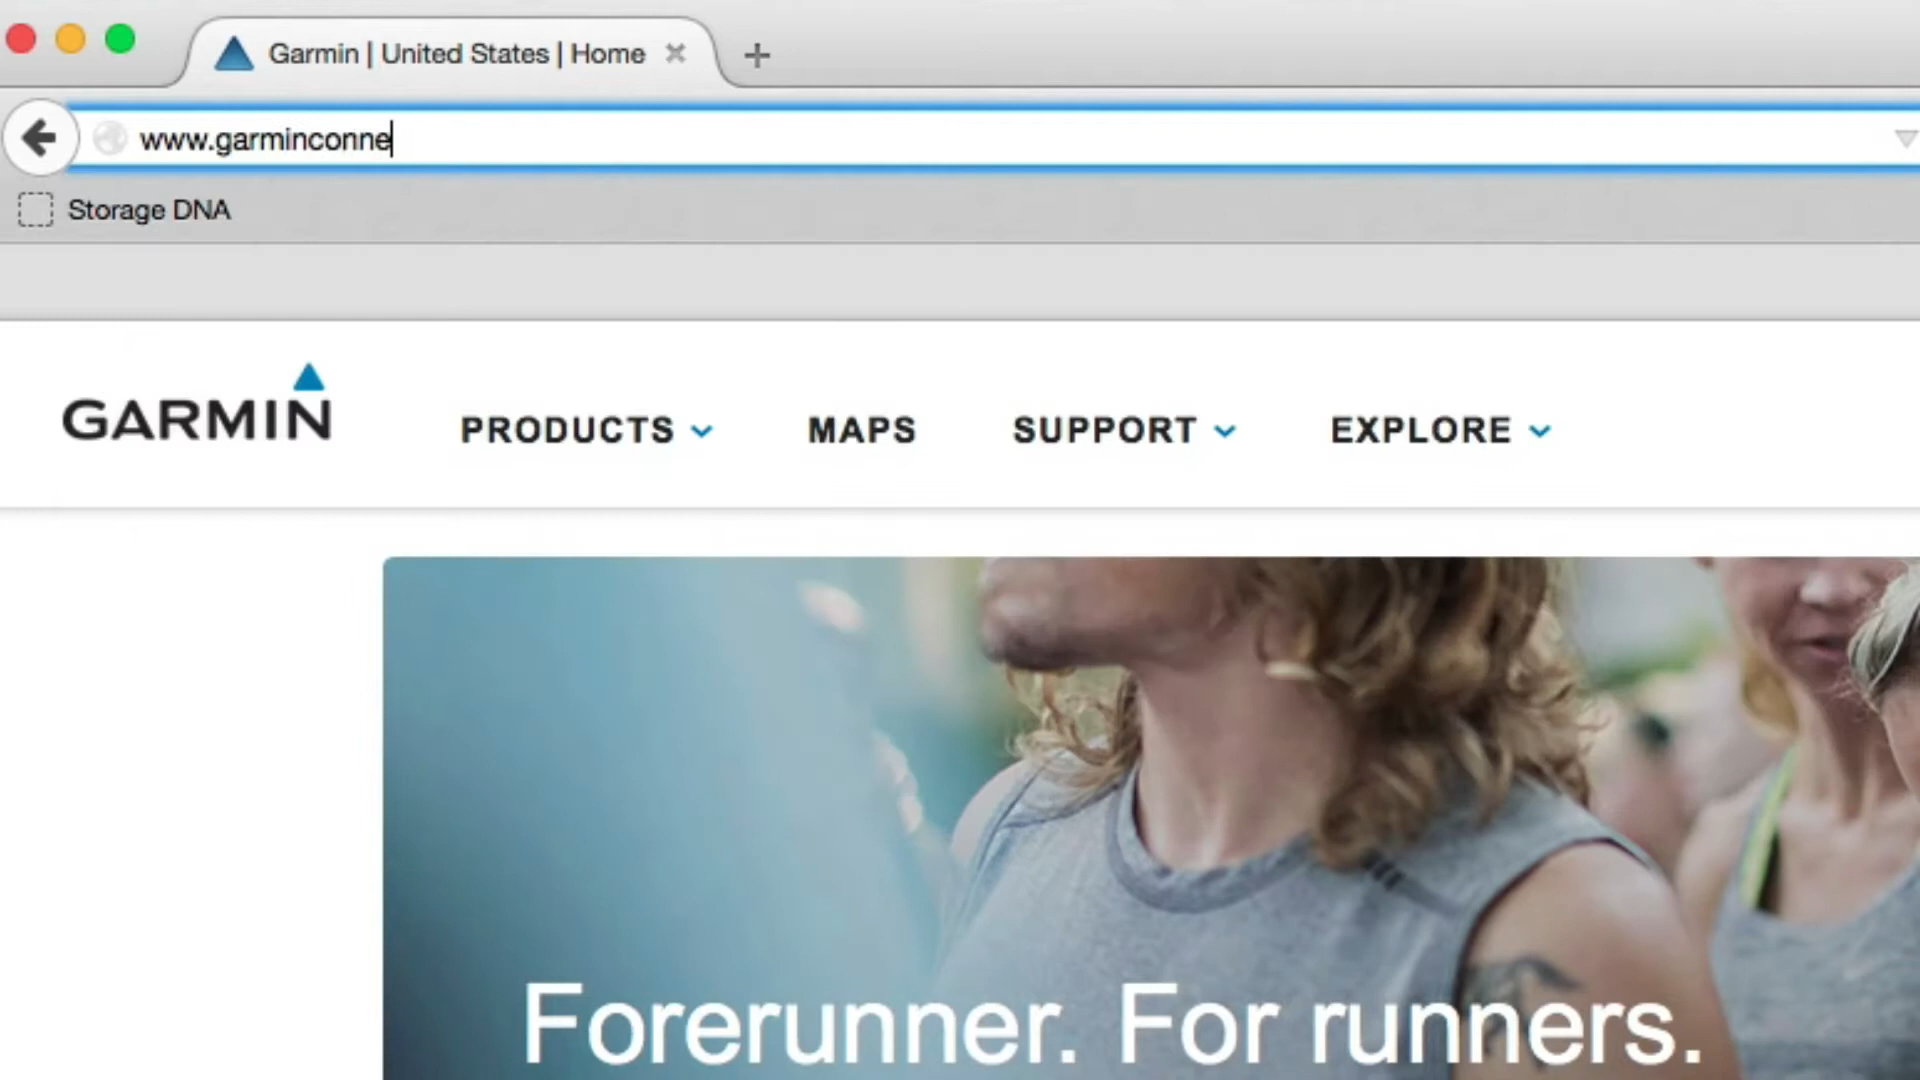 Garmin | United States | Home
www.garminconne
Storage DNA
GARMIN
PRODUCTS
MAPS
SUPPORT
EXPLORE
Forerunner. For runners.